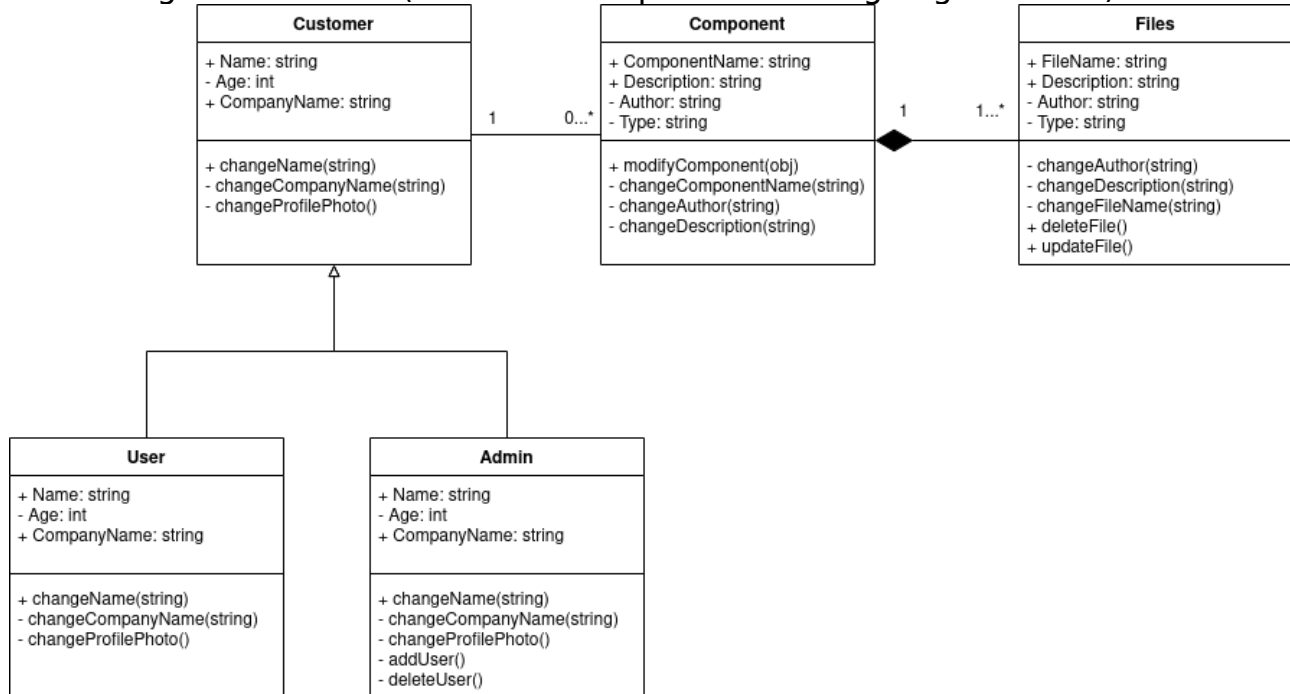 Customer
+ Name: string
- Age: int
+ CompanyName: string
+ changeName(string)
- changeCompanyName(string)
- changeProfilePhoto()
1
0...*
Component
+ ComponentName: string
+ Description: string
- Author: string
- Type: string
+ modifyComponent(obj)
- changeComponentName(string)
- changeAuthor(string)
- changeDescription(string)
1
1...*
Files
+ FileName: string
+ Description: string
- Author: string
- Type: string
- changeAuthor(string)
- changeDescription(string)
- changeFileName(string)
+ deleteFile()
+ updateFile()
User
+ Name: string
- Age: int
+ CompanyName: string
+ changeName(string)
- changeCompanyName(string)
- changeProfilePhoto()
Admin
+ Name: string
- Age: int
+ CompanyName: string
+ changeName(string)
- changeCompanyName(string)
- changeProfilePhoto()
- addUser()
- deleteUser()